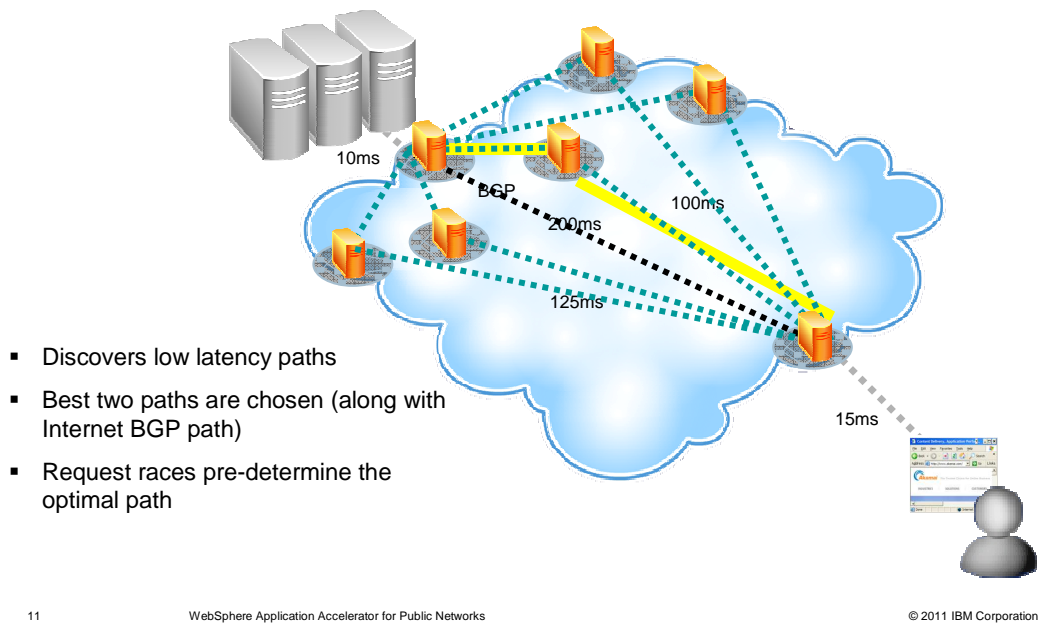 10ms
BGP
200ms
100ms
125ms
15ms
▪ Discovers low latency paths
▪ Best two paths are chosen (along with
Internet BGP path)
▪ Request races pre-determine the
optimal path
Akamai
11
WebSphere Application Accelerator for Public Networks
© 2011 IBM Corporation